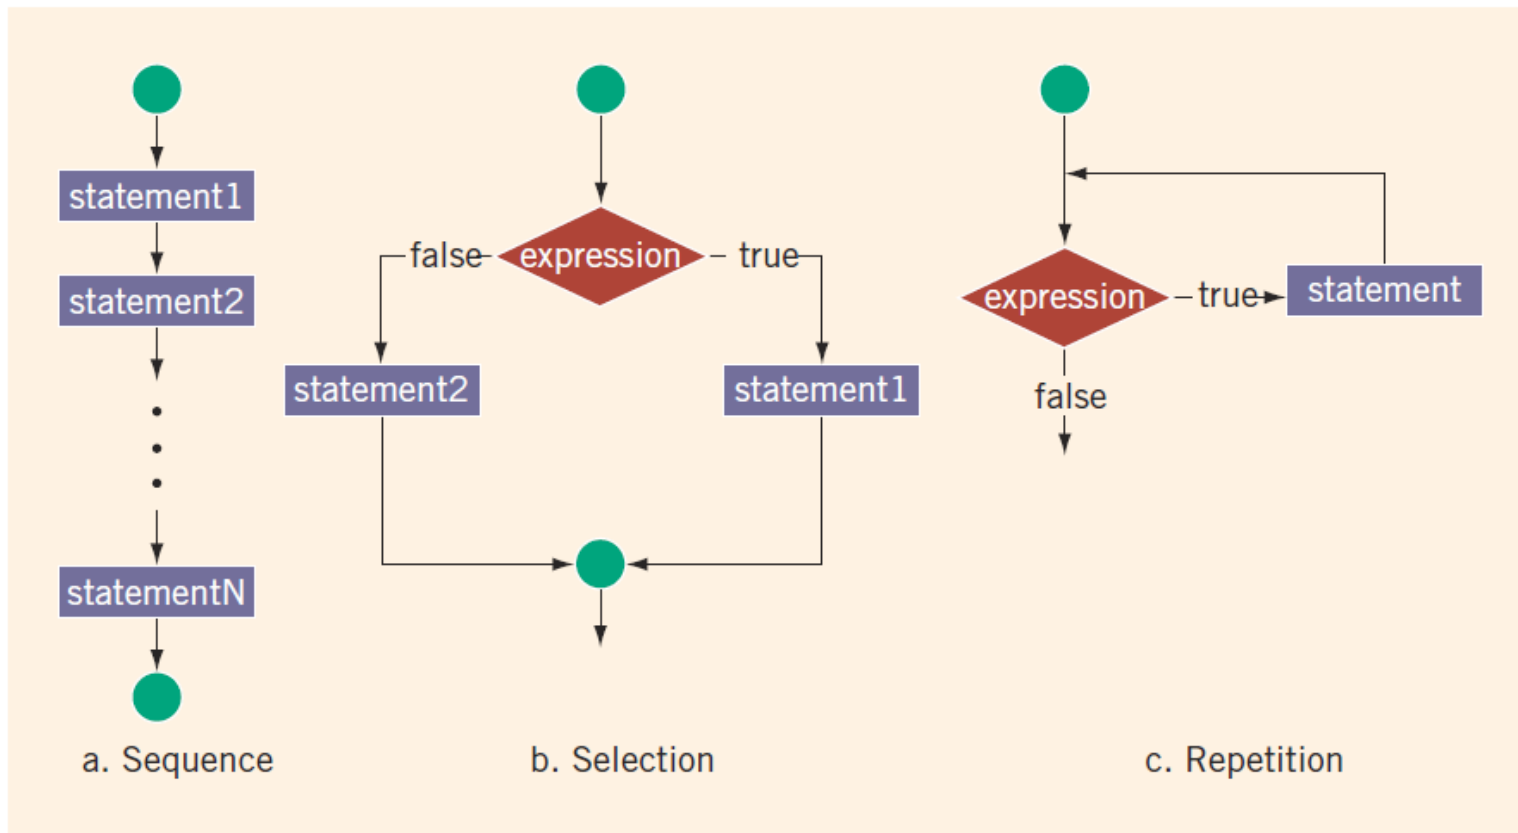 statement1
statement2
statementN
a. Sequence
false
expression
true
statement2
statement1
b. Selection
expression
true
statement
false
c. Repetition